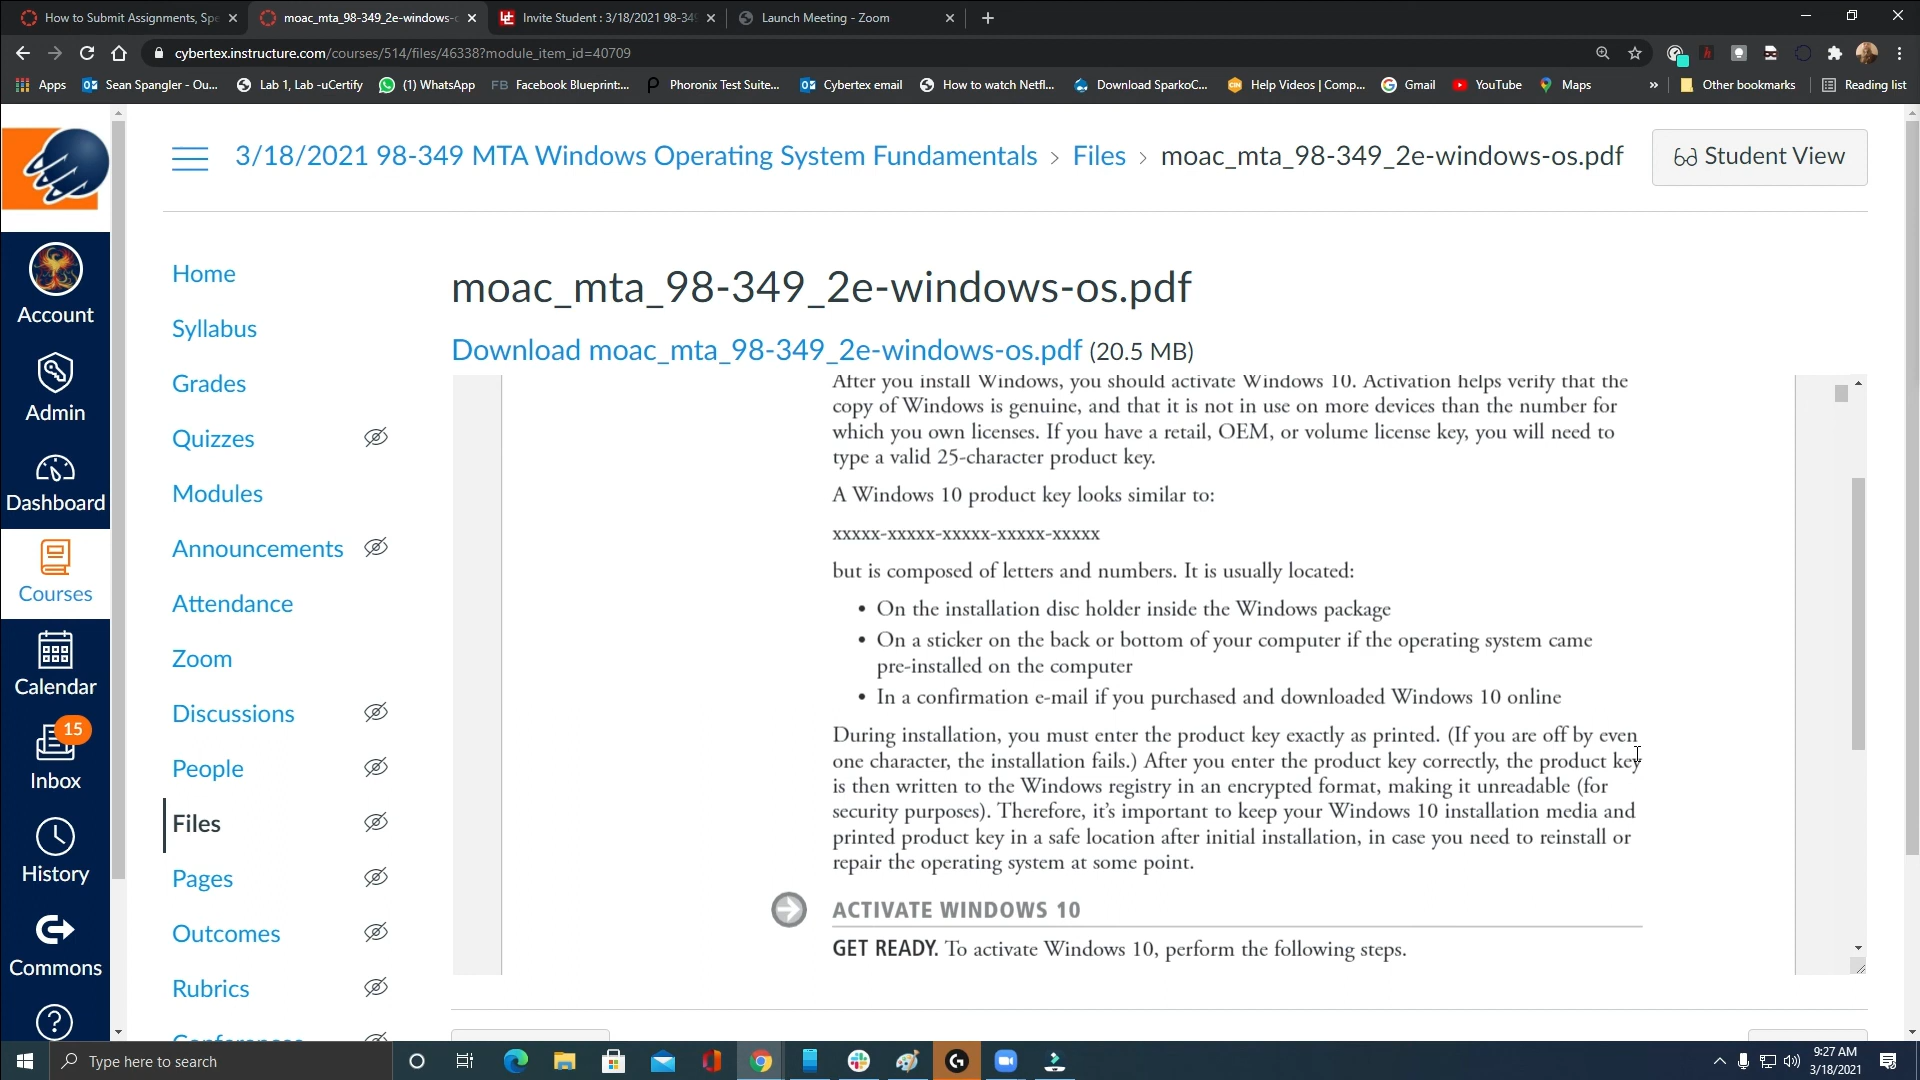 How to Submit Assignments, Spe
moac_mta_98-349_2e-windows-o
Invite Student : 3/18/2021 98-349
Launch Meeting - Zoom
cybertex.instructure.com/courses/514/files/46338?module_item_id=40709
Apps
Sean Spangler - Ou...
Lab 1, Lab -uCertify
(1) WhatsApp
FB Facebook Blueprint:...
Phoronix Test Suite...
Cybertex email
How to watch Netfl...
Download SparkoC...
Help Videos | Comp...
Gmail
YouTube
Maps
»
Other bookmarks
Reading list
3/18/2021 98-349 MTA Windows Operating System Fundamentals > Files > moac_mta_98-349_2e-windows-os.pdf
Student View
Account
Admin
Dashboard
Courses
Calendar
15
Inbox
History
Commons
Home
Syllabus
Grades
Quizzes
Modules
Announcements
Attendance
Zoom
Discussions
People
Files
Pages
Outcomes
Rubrics
Conferences
moac_mta_98-349_2e-windows-os.pdf
Download moac_mta_98-349_2e-windows-os.pdf (20.5 MB)
After you install Windows, you should activate Windows 10. Activation helps verify that the
copy of Windows is genuine, and that it is not in use on more devices than the number for
which you own licenses. If you have a retail, OEM, or volume license key, you will need to
type a valid 25-character product key.
A Windows 10 product key looks similar to:
xxxxx-xxxxx-xxxxx-xxxxx-xxxxx
but is composed of letters and numbers. It is usually located:
• On the installation disc holder inside the Windows package
• On a sticker on the back or bottom of your computer if the operating system came
pre-installed on the computer
• In a confirmation e-mail if you purchased and downloaded Windows 10 online
During installation, you must enter the product key exactly as printed. (If you are off by even
one character, the installation fails.) After you enter the product key correctly, the product key
is then written to the Windows registry in an encrypted format, making it unreadable (for
security purposes). Therefore, it's important to keep your Windows 10 installation media and
printed product key in a safe location after initial installation, in case you need to reinstall or
repair the operating system at some point.
ACTIVATE WINDOWS 10
GET READY. To activate Windows 10, perform the following steps.
Type here to search
9:27 AM
3/18/2021